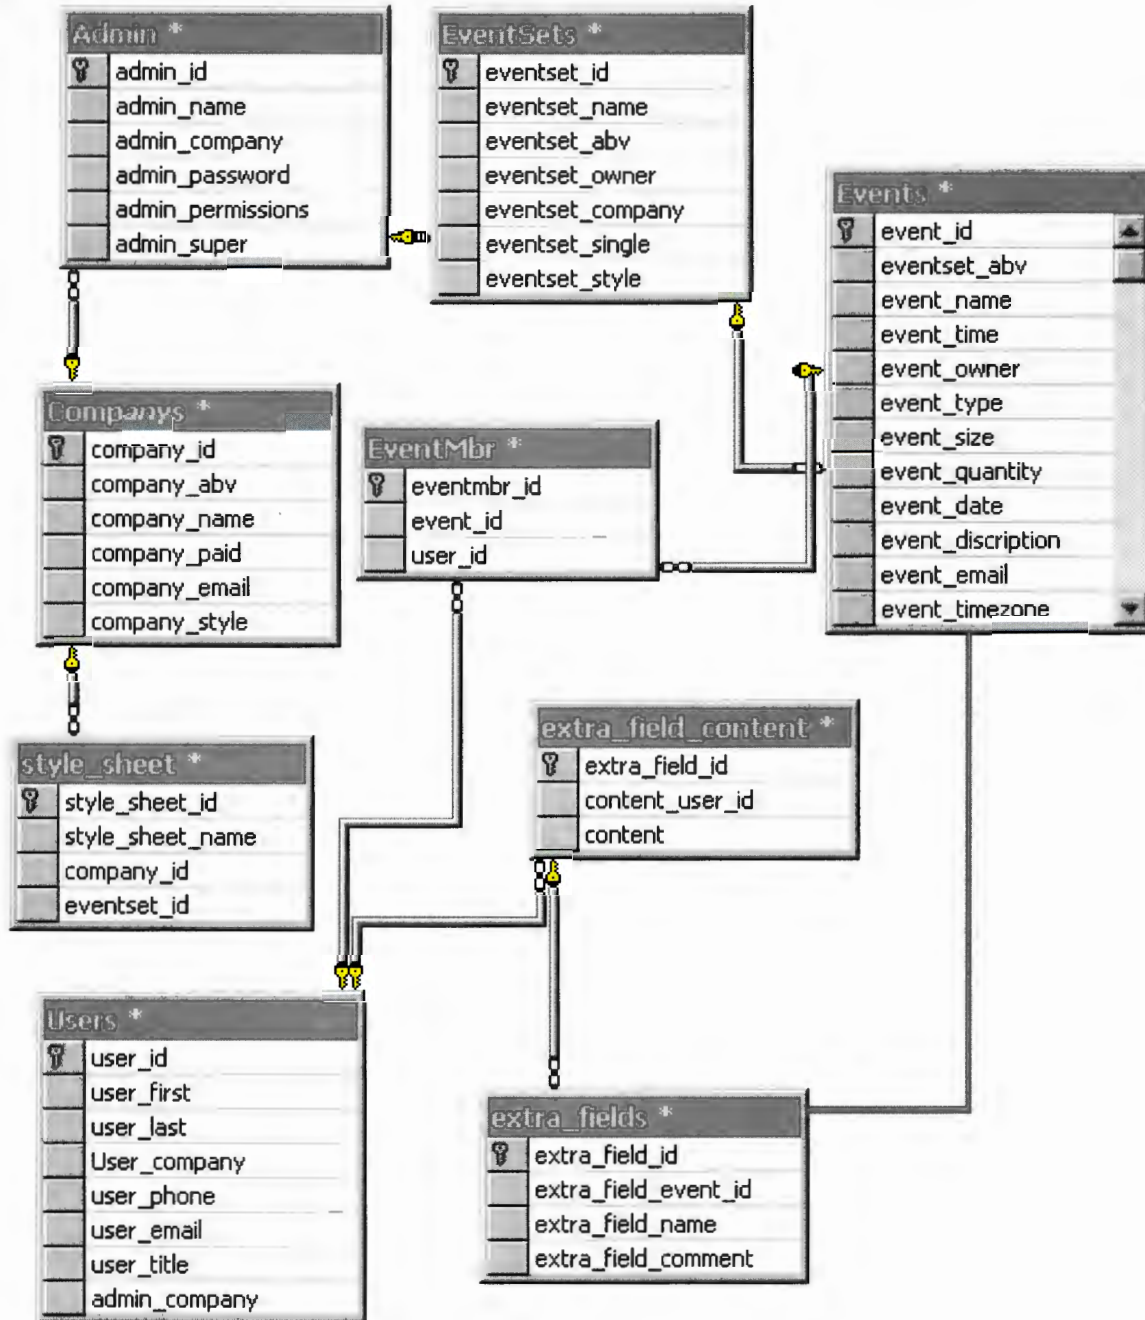 Admin *
admin_id
admin_name
admin_company
admin_password
admin_permissions
admin_super
EventSets *
eventset_id
eventset_name
eventset_abv
eventset_owner
eventset_company
eventset_single
eventset_style
Events *
event_id
eventset_abv
event_name
event_time
event_owner
event_type
event_size
event_quantity
event_date
event_discription
event_email
event_timezone
Companys *
company_id
company_abv
company_name
company_paid
company_email
company_style
EventMbr *
eventmbr_id
event_id
user_id
style_sheet *
style_sheet_id
style_sheet_name
company_id
eventset_id
extra_field_content *
extra_field_id
content_user_id
content
Users *
user_id
user_first
user_last
User_company
user_phone
user_email
user_title
admin_company
extra_fields *
extra_field_id
extra_field_event_id
extra_field_name
extra_field_comment